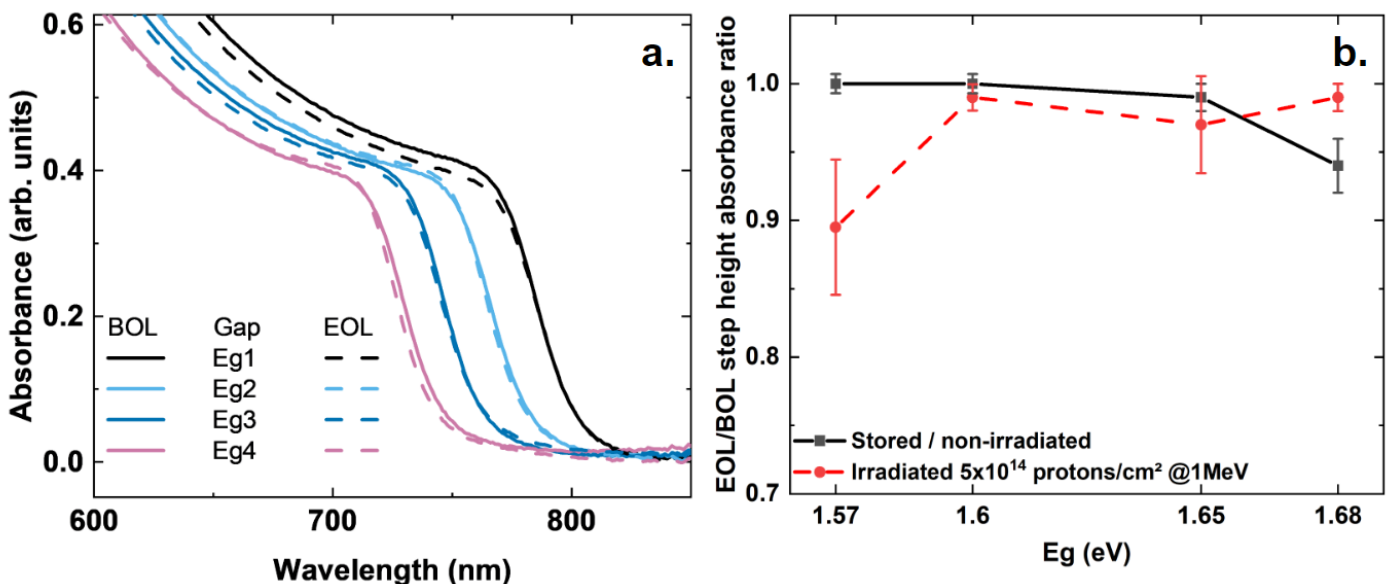 a.
0.6
0.4
0.2
0.0
Absorbance (arb. units)
BOL Gap EOL
Eg1
Eg2
Eg3
Eg4
600 700 800
Wavelength (nm)
b.
1.0
0.9
0.8
0.7
EOL/BOL step height absorbance ratio
Stored / non-irradiated
Irradiated 5x10¹⁴ protons/cm² @1MeV
1.57 1.6 1.65 1.68
Eg (eV)